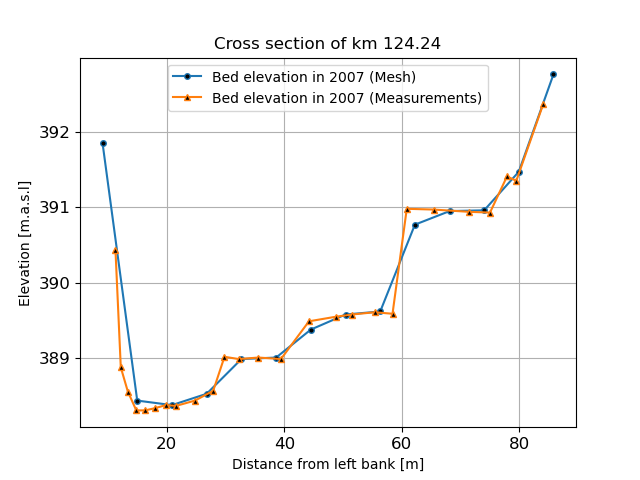 Cross section of km 124.24
Bed elevation in 2007 (Mesh)
Bed elevation in 2007 (Measurements)
Elevation [m.a.s.l]
392
391
390
389
20 40 60 80
Distance from left bank [m]